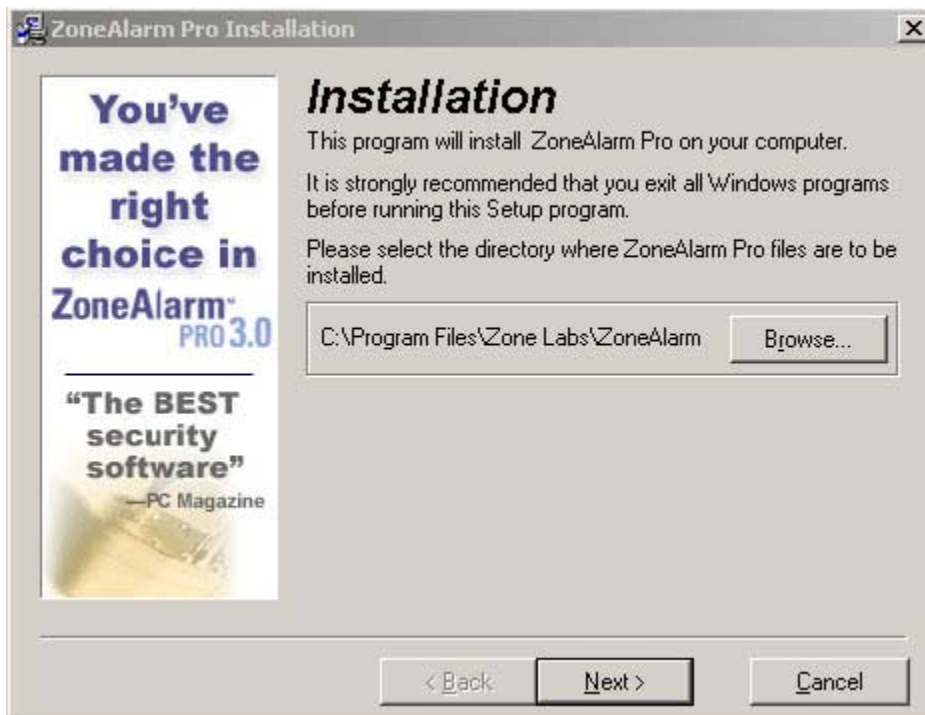 ZoneAlarm Pro Installation
You've
made the
right
choice in
ZoneAlarm™
PRO 3.0
“The BEST
security
software”
—PC Magazine
Installation
This program will install ZoneAlarm Pro on your computer.
It is strongly recommended that you exit all Windows programs
before running this Setup program.
Please select the directory where ZoneAlarm Pro files are to be
installed.
C:\Program Files\Zone Labs\ZoneAlarm
Browse...
< Back
Next >
Cancel